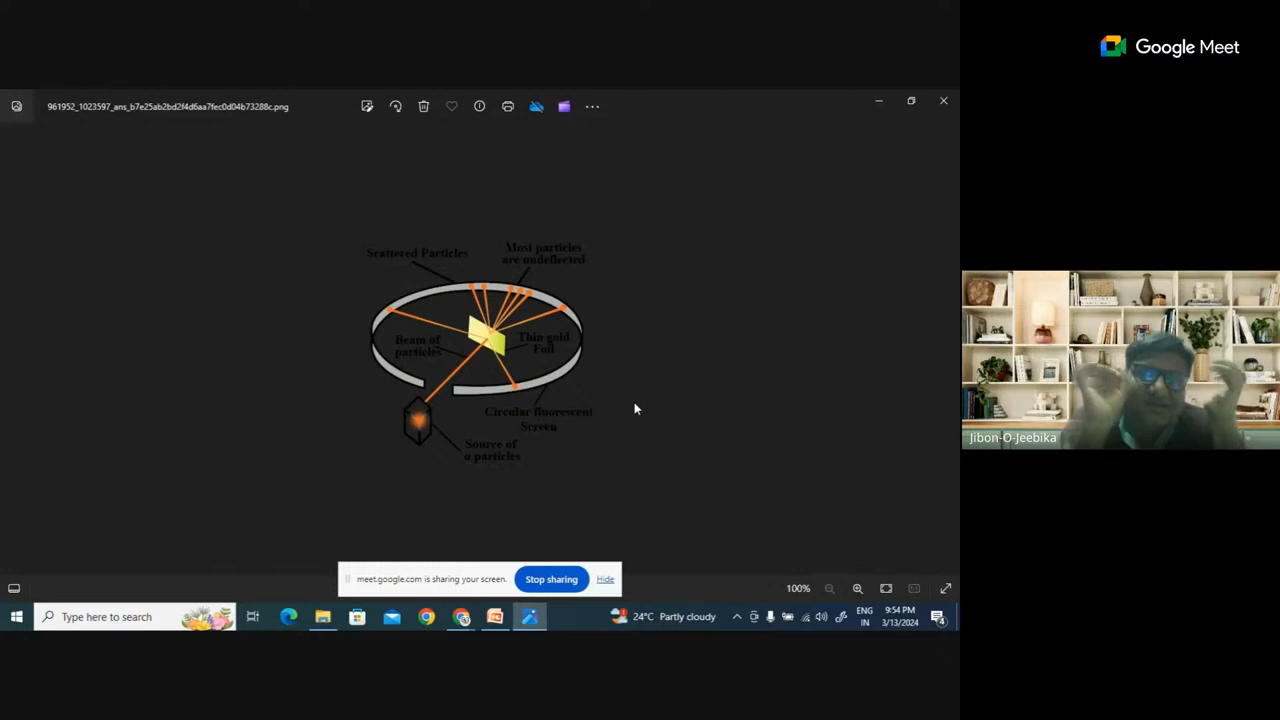 Google Meet
961952_1023597_ans_b7e25ab2bd2f4d6aa7fec0d04b73288c.png
Scattered Particles
Most particles
are undeflected
Beam of
particles
Thin gold
Foil
Circular fluorescent
Screen
Source of
α particles
Jibon-O-Jeebika
meet.google.com is sharing your screen.
Stop sharing
Hide
100%
Type here to search
24°C Partly cloudy
ENG
IN
9:54 PM
3/13/2024
4